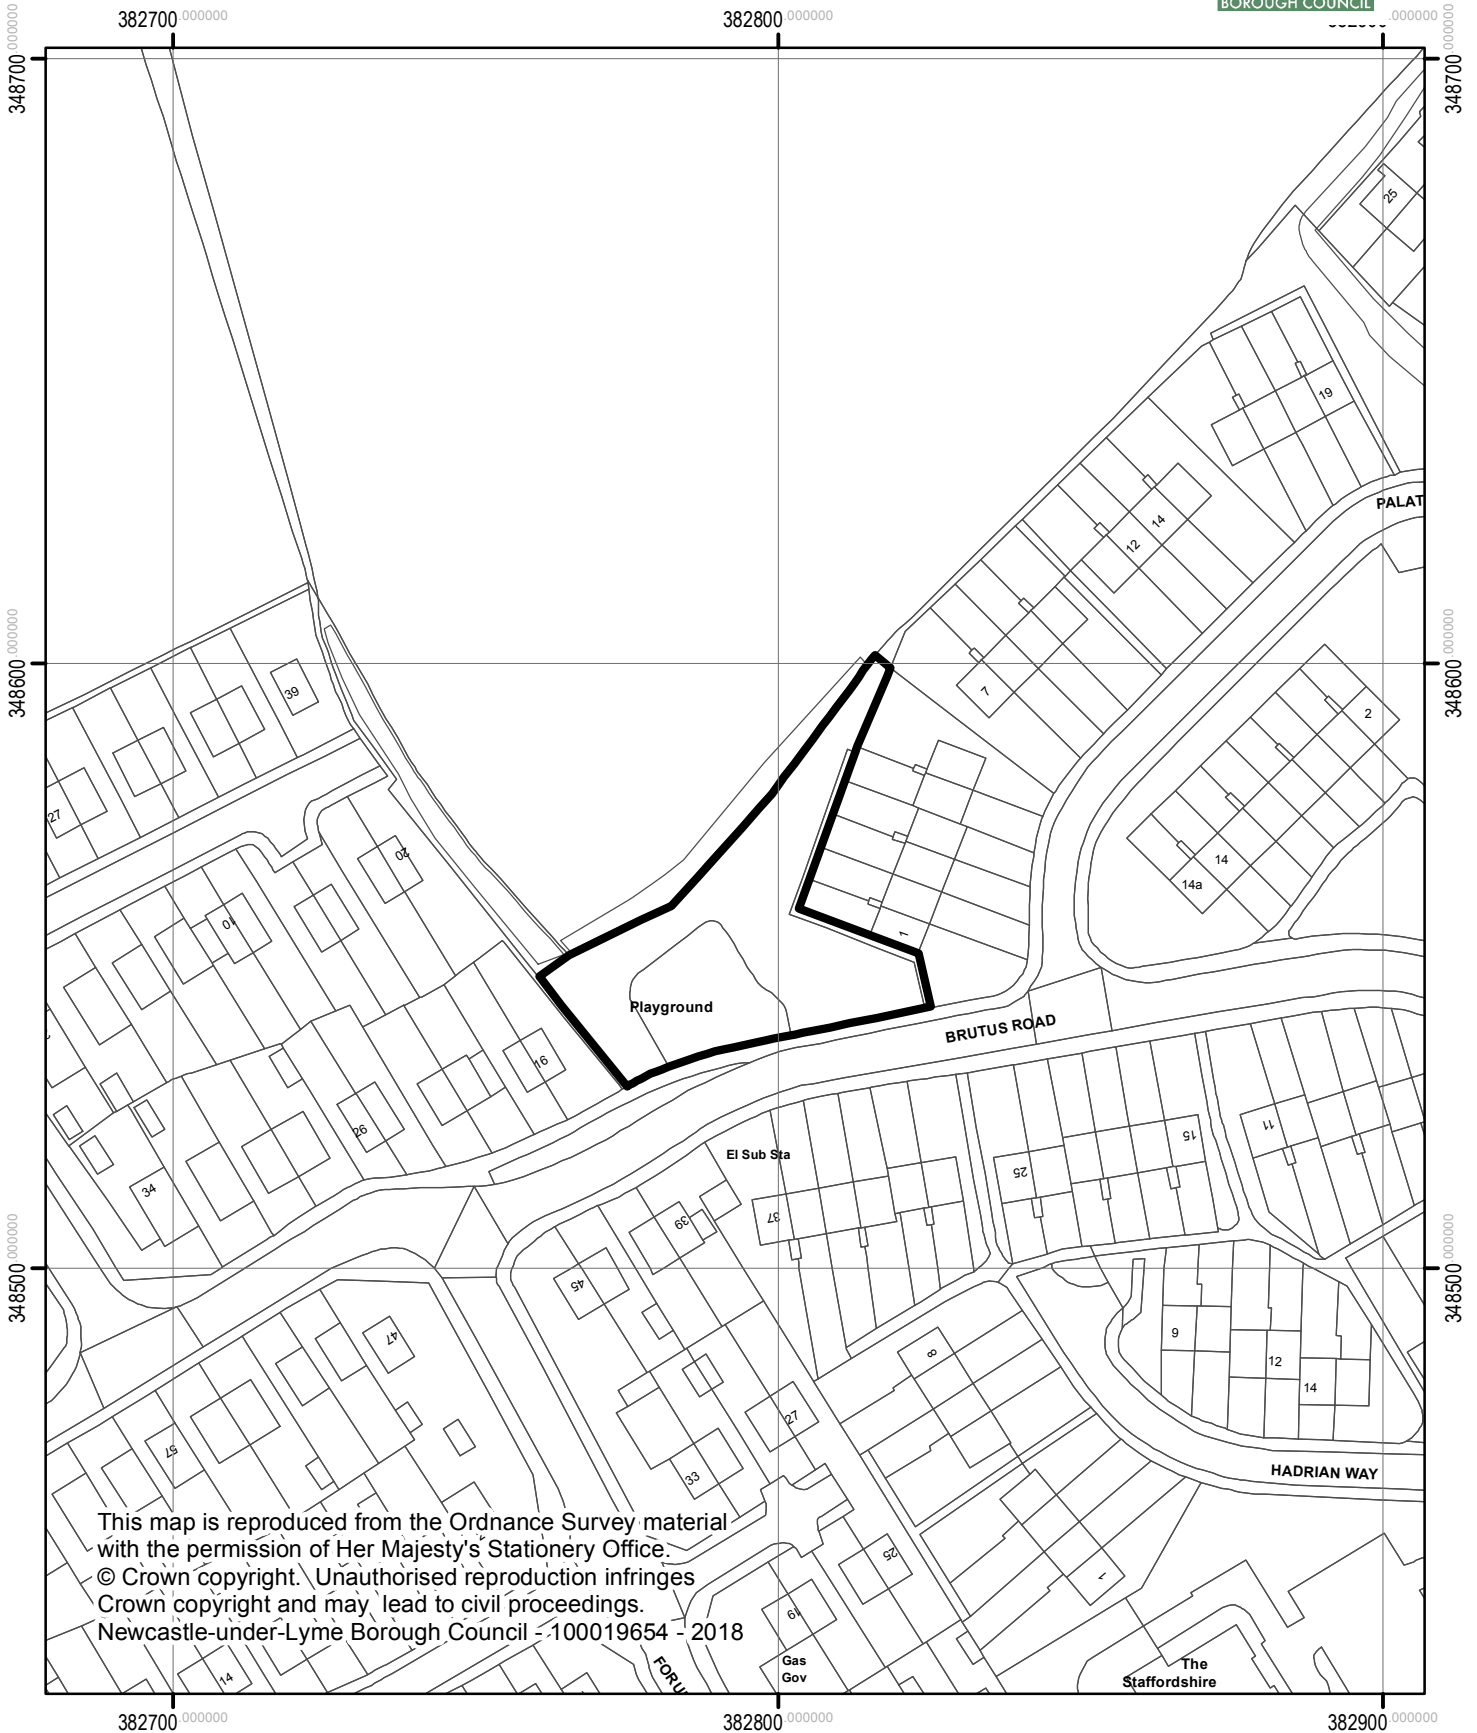 BOROUGH COUNCIL
382700.000000
382800.000000
.000000
348700.000000
348700.000000
25
19
PALAT
14
12
348600.000000
348600.000000
39
7
2
27
20
14
14a
10
1
Playground
BRUTUS ROAD
16
26
11
15
El Sub Sta
25
34
37
39
348500.000000
348500.000000
45
47
9
8
12
14
27
57
33
HADRIAN WAY
This map is reproduced from the Ordnance Survey material
with the permission of Her Majesty's Stationery Office.
© Crown copyright. Unauthorised reproduction infringes
Crown copyright and may lead to civil proceedings.
Newcastle-under-Lyme Borough Council - 100019654 - 2018
25
1
19
Gas
Gov
The
Staffordshire
14
FORU
382700.000000
382800.000000
382900.000000